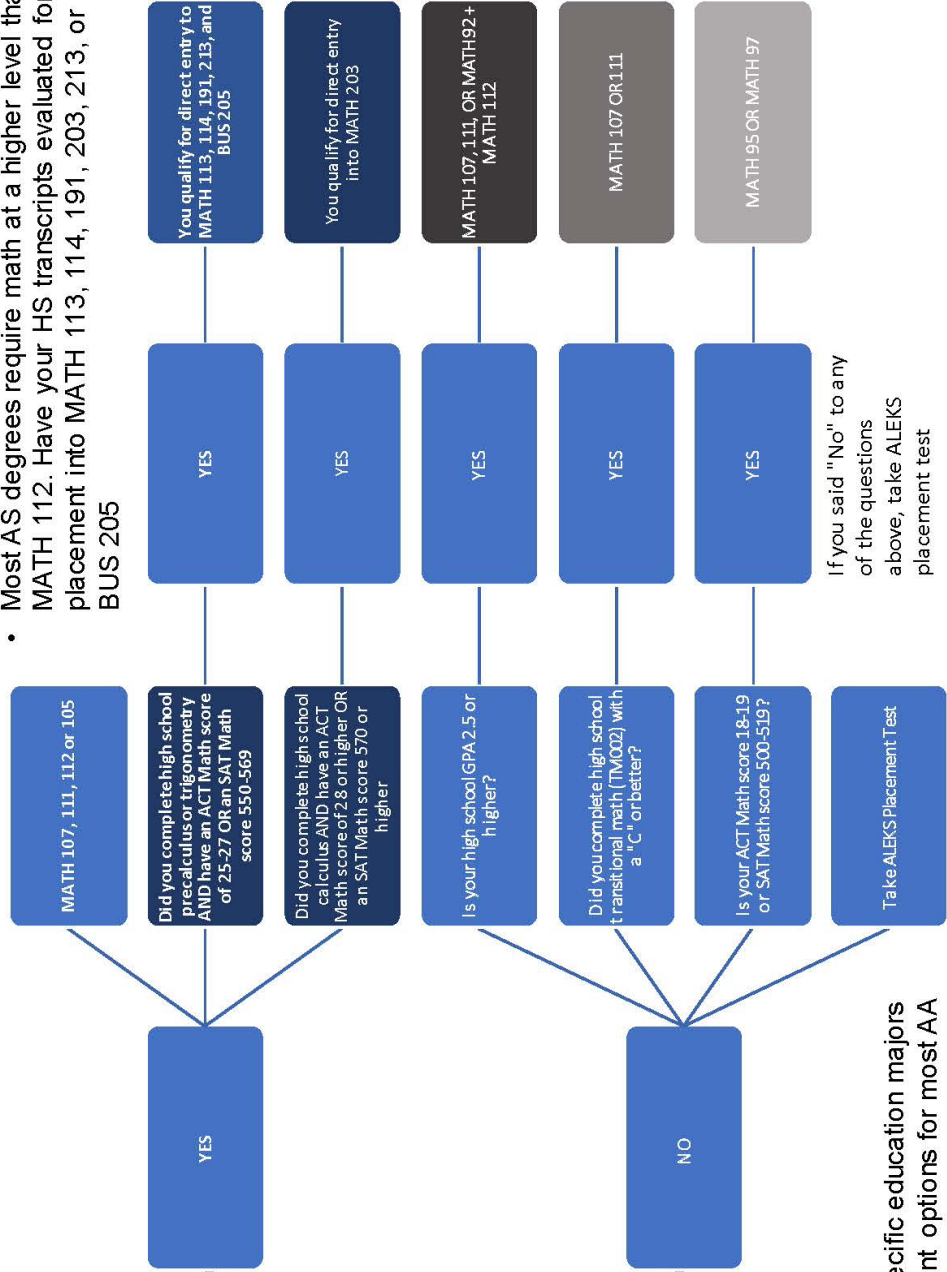 • Most AS degrees require math at a higher level tha
MATH 112. Have your HS transcripts evaluated for
placement into MATH 113, 114, 191, 203, 213, or
BUS 205
YES
MATH 107, 111, 112 or 105
Did you complete high school
precalculus or trigonometry
AND have an ACT Math score
of 25-27 OR an SAT Math
score 550-569
YES
You qualify for direct entry to
MATH 113, 114, 191, 213, and
BUS 205
Did you complete high school
calculus AND have an ACT
Math score of 28 or higher OR
an SAT Math score 570 or
higher
YES
You qualify for direct entry
into MATH 203
NO
Is your high school GPA 2.5 or
higher?
YES
MATH 107, 111, OR MATH 92+
MATH 112
Did you complete high school
t transitional math (TM002) with
a "C" or better?
YES
MATH 107 OR 111
Is your ACT Math score 18-19
or SAT Math score 500-519?
YES
MATH 95 OR MATH 97
Take ALEKS Placement Test
If you said "No" to any
of the questions
above, take ALEKS
placement test
ecific education majors
nt options for most AA